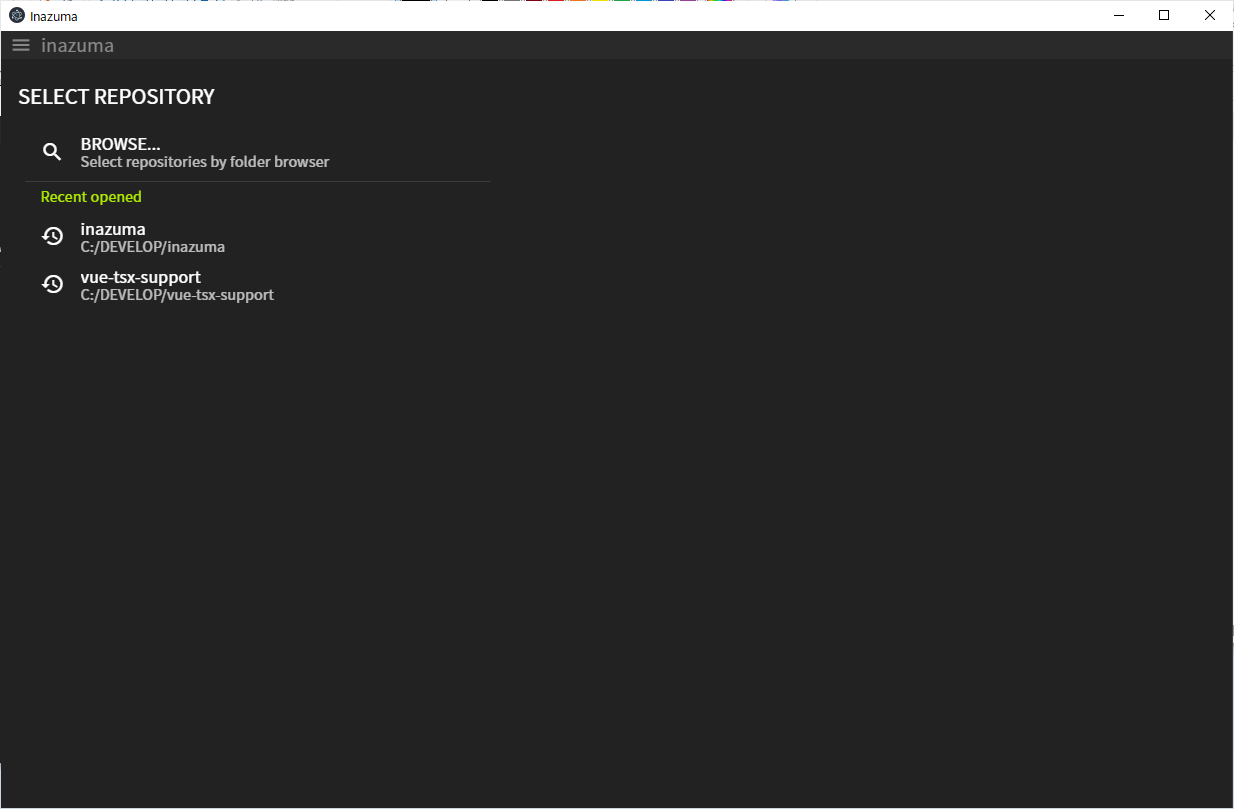 Inazuma
inazuma
SELECT REPOSITORY
BROWSE...
Select repositories by folder browser
Recent opened
inazuma
C:/DEVELOP/inazuma
vue-tsx-support
C:/DEVELOP/vue-tsx-support